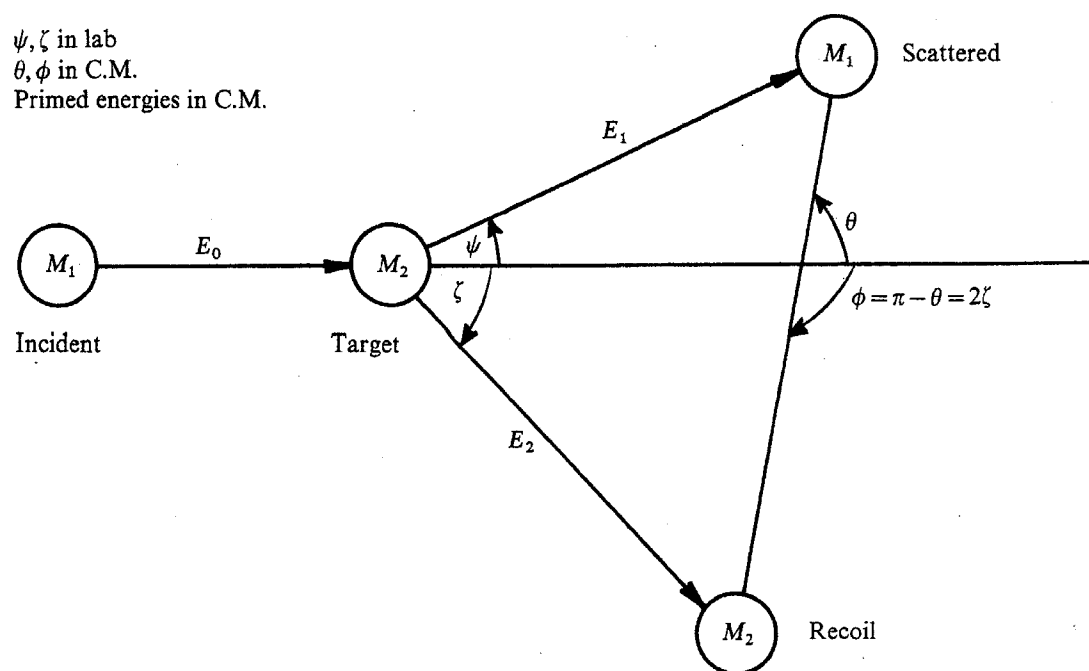 ψ, ζ in lab
θ, ϕ in C.M.
Primed energies in C.M.
M₁
Scattered
E₁
θ
M₁
E₀
M₂
ψ
ζ
ϕ = π − θ = 2ζ
Incident
Target
E₂
M₂
Recoil